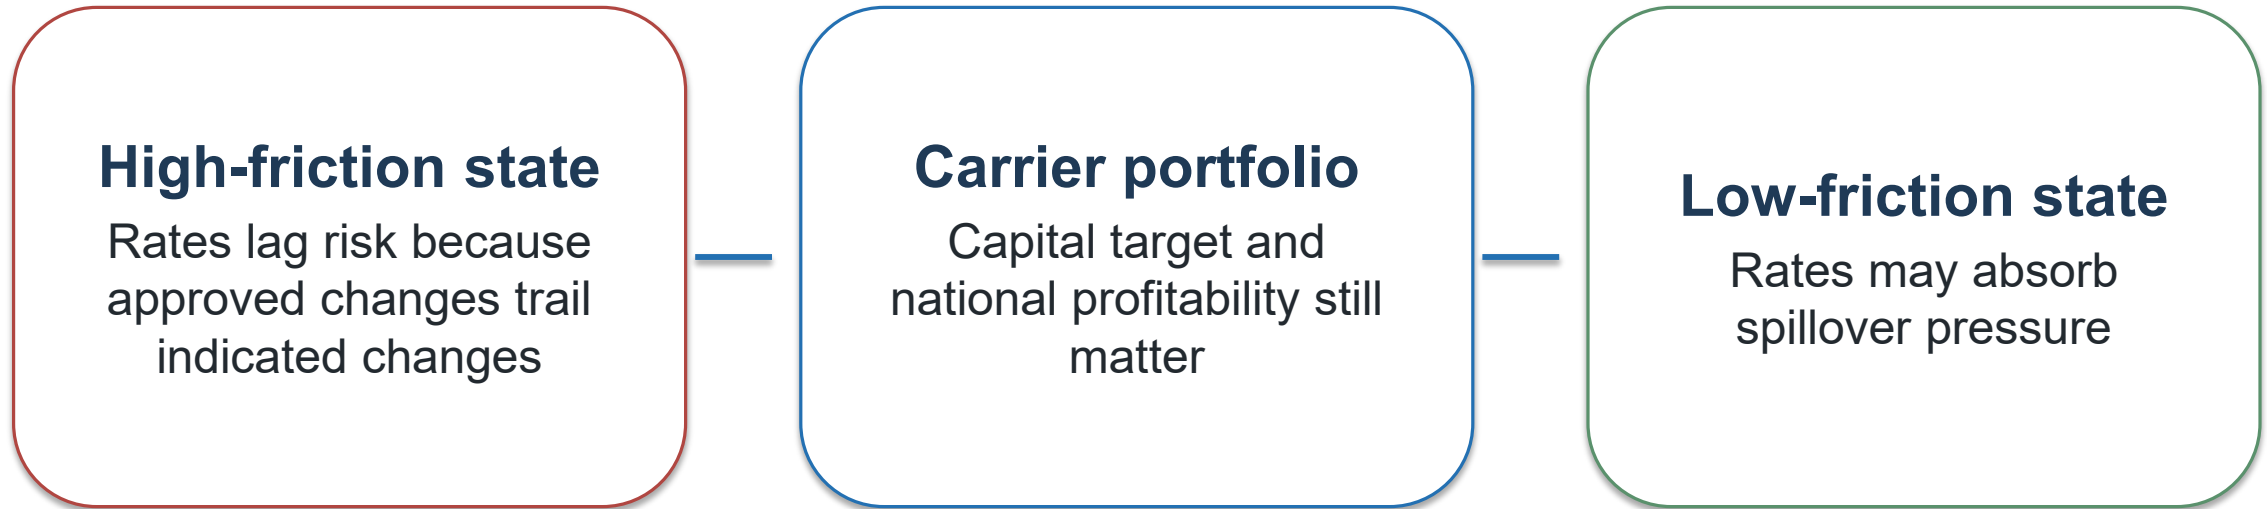 High-friction state
Rates lag risk because
approved changes trail
indicated changes
Carrier portfolio
Capital target and
national profitability still
matter
Low-friction state
Rates may absorb
spillover pressure